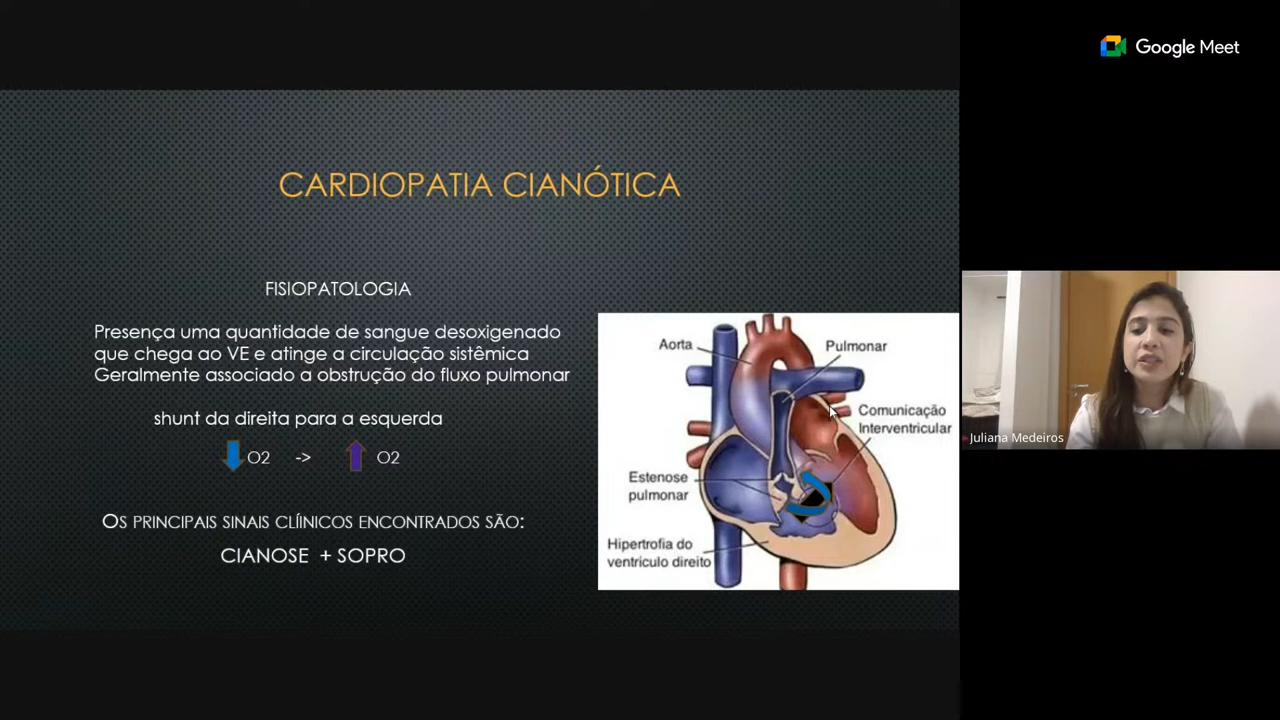 Google Meet
CARDIOPATIA CIANÓTICA
FISIOPATOLOGIA
Presença uma quantidade de sangue desoxigenado
que chega ao VE e atinge a circulação sistêmica
Geralmente associado a obstrução do fluxo pulmonar
shunt da direita para a esquerda
O2 -> O2
OS PRINCIPAIS SINAIS CLÍINICOS ENCONTRADOS SÃO:
CIANOSE + SOPRO
Aorta
Pulmonar
Comunicação
Interventricular
Estenose
pulmonar
Hipertrofia do
ventrículo direito
Juliana Medeiros